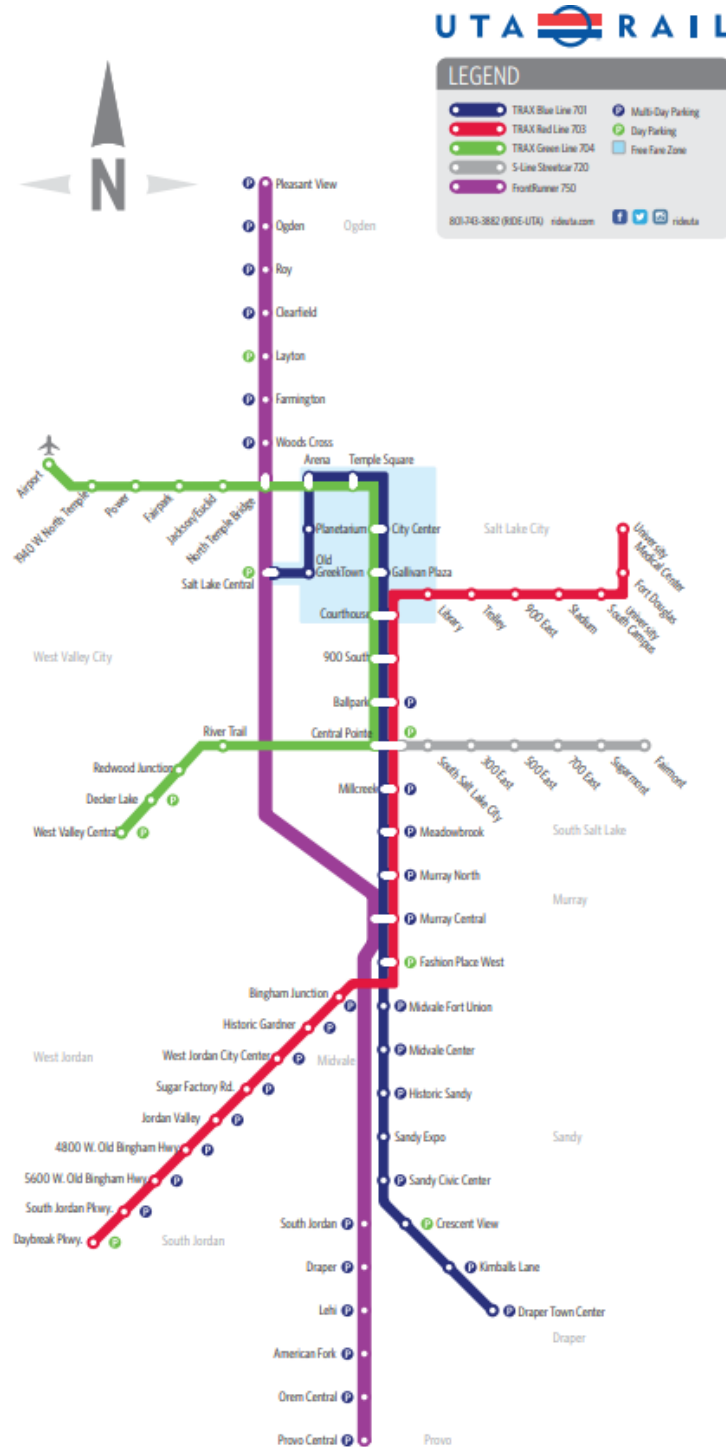 UTA RAIL
LEGEND
TRAX Blue Line 701
TRAX Red Line 703
TRAX Green Line 704
S-Line Streetcar 720
FrontRunner 750
P Multi-Day Parking
P Day Parking
Free Fare Zone
801-743-3882 (RIDE-UTA) rideuta.com
rideuta
N
P Pleasant View
P Ogden
Ogden
P Roy
P Clearfield
P Layton
P Farmington
P Woods Cross
Airport
1940 W. North Temple
Power
Fairpark
Jackson/Euclid
North Temple Bridge
Arena
Temple Square
Planetarium
City Center
Salt Lake City
Old
GreekTown
Gallivan Plaza
P
Salt Lake Central
Courthouse
Library
Trolley
900 East
Stadium
University
South Campus
Fort Douglas
University
Medical Center
West Valley City
900 South
Ballpark P
Central Pointe P
River Trail
Redwood Junction
Decker Lake P
West Valley Central P
South Salt Lake City
300 East
500 East
700 East
Sugarmont
Fairmont
Millcreek P
P Meadowbrook
South Salt Lake
P Murray North
Murray
P Murray Central
P Fashion Place West
Bingham Junction P
P Midvale Fort Union
Historic Gardner P
West Jordan
West Jordan City Center P
Midvale
P Midvale Center
Sugar Factory Rd. P
P Historic Sandy
Jordan Valley P
Sandy Expo
Sandy
4800 W. Old Bingham Hwy P
5600 W. Old Bingham Hwy P
P Sandy Civic Center
South Jordan Pkwy. P
Daybreak Pkwy. P
South Jordan
South Jordan P
P Crescent View
Draper P
P Kimballs Lane
Lehi P
P Draper Town Center
Draper
American Fork P
Orem Central P
Provo Central P
Provo